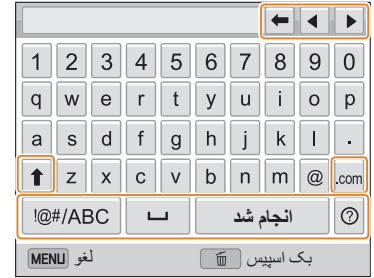 1 2 3 4 5 6 7 8 9 0
q w e r t y u i o p
a s d f g h j k l .
z x c v b n m @ .com
!@#/ABC انجام شد ?
MENU لغو بک اسپیس